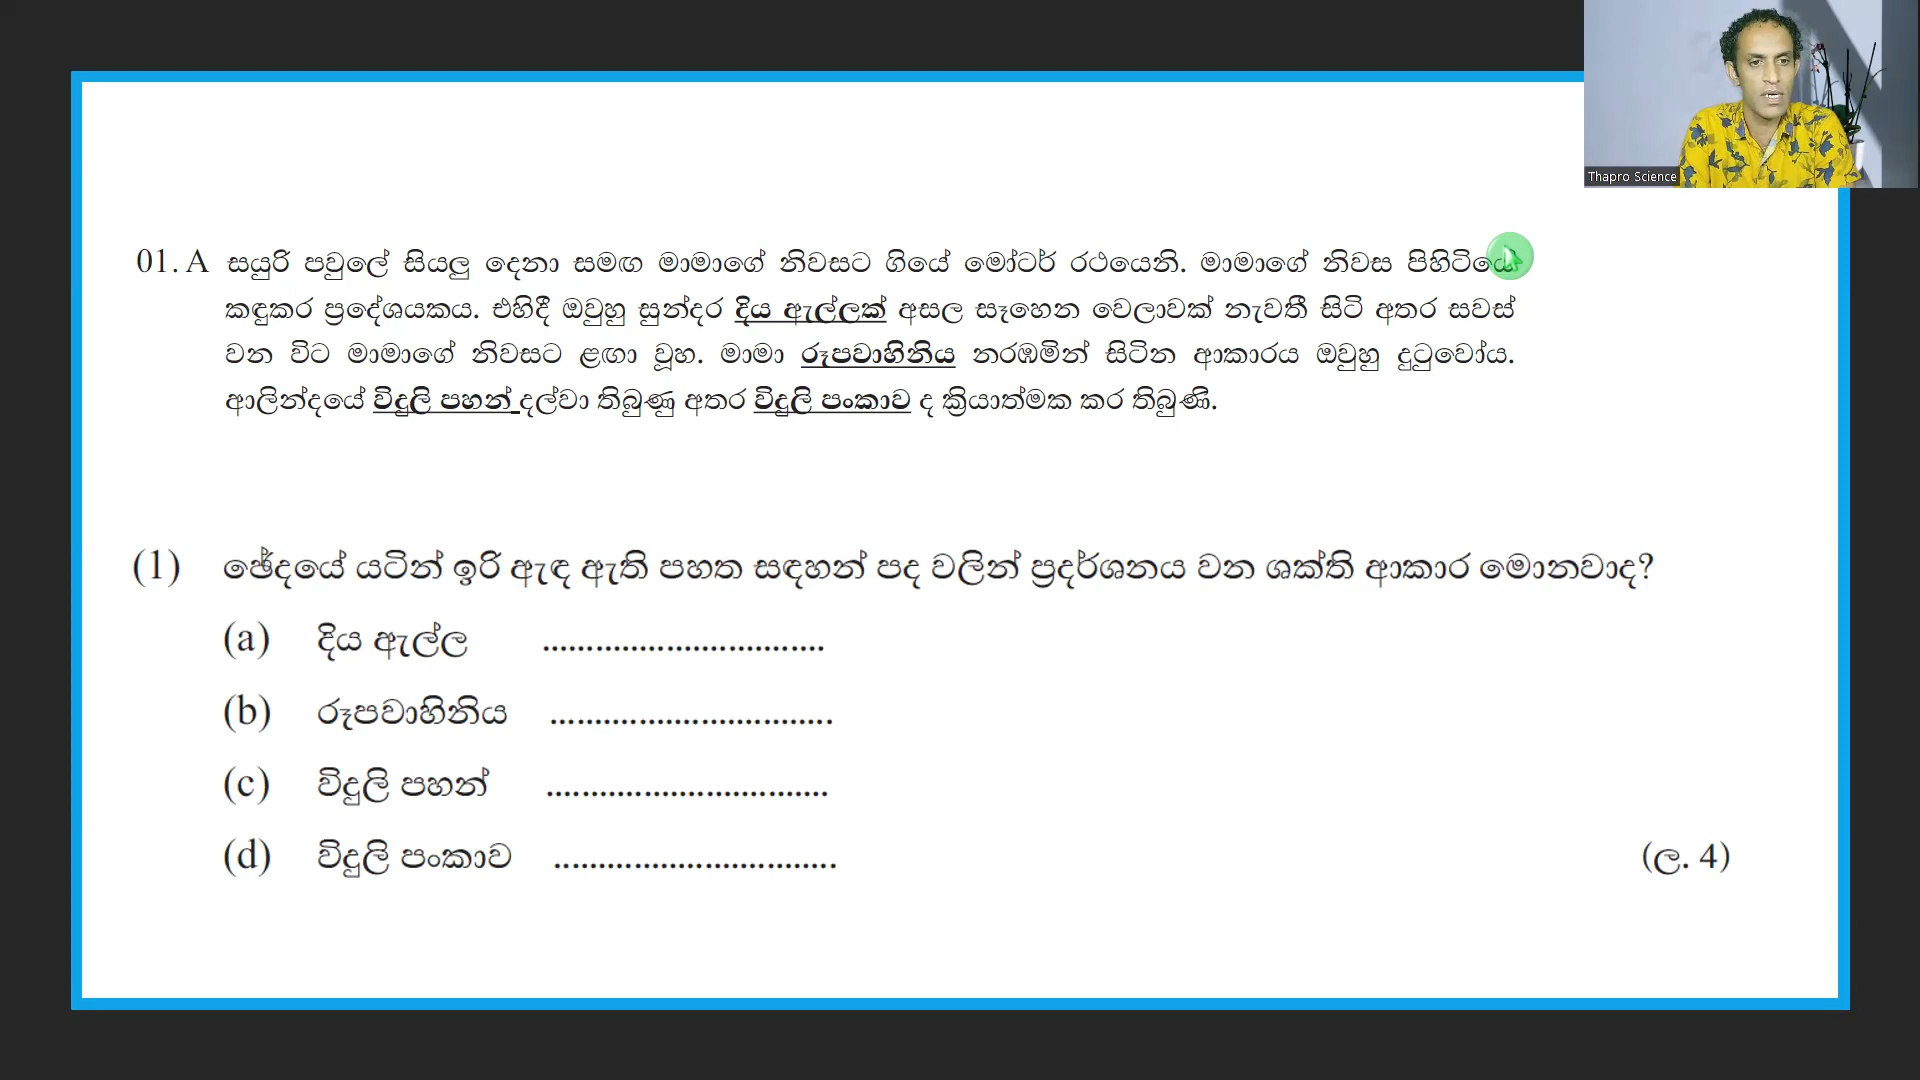 Thapro Science
01. A සයුරි පවුලේ සියලු දෙනා සමඟ මාමාගේ නිවසට ගියේ මෝටර් රථයෙනි. මාමාගේ නිවස පිහිටියේ
කඳුකර ප්‍රදේශයකය. එහිදී ඔවුහු සුන්දර දිය ඇල්ලක් අසල සෑහෙන වෙලාවක් නැවතී සිටි අතර සවස්
වන විට මාමාගේ නිවසට ළඟා වූහ. මාමා රූපවාහිනිය නරඹමින් සිටින ආකාරය ඔවුහු දුටුවෝය.
ආලින්දයේ විදුලි පහන් දල්වා තිබුණු අතර විදුලි පංකාව ද ක්‍රියාත්මක කර තිබුණි.
(1) ඡේදයේ යටින් ඉරි ඇඳ ඇති පහත සඳහන් පද වලින් ප්‍රදර්ශනය වන ශක්ති ආකාර මොනවාද?
(a) දිය ඇල්ල ................................
(b) රූපවාහිනිය ................................
(c) විදුලි පහන් ................................
(d) විදුලි පංකාව ................................ (ල. 4)